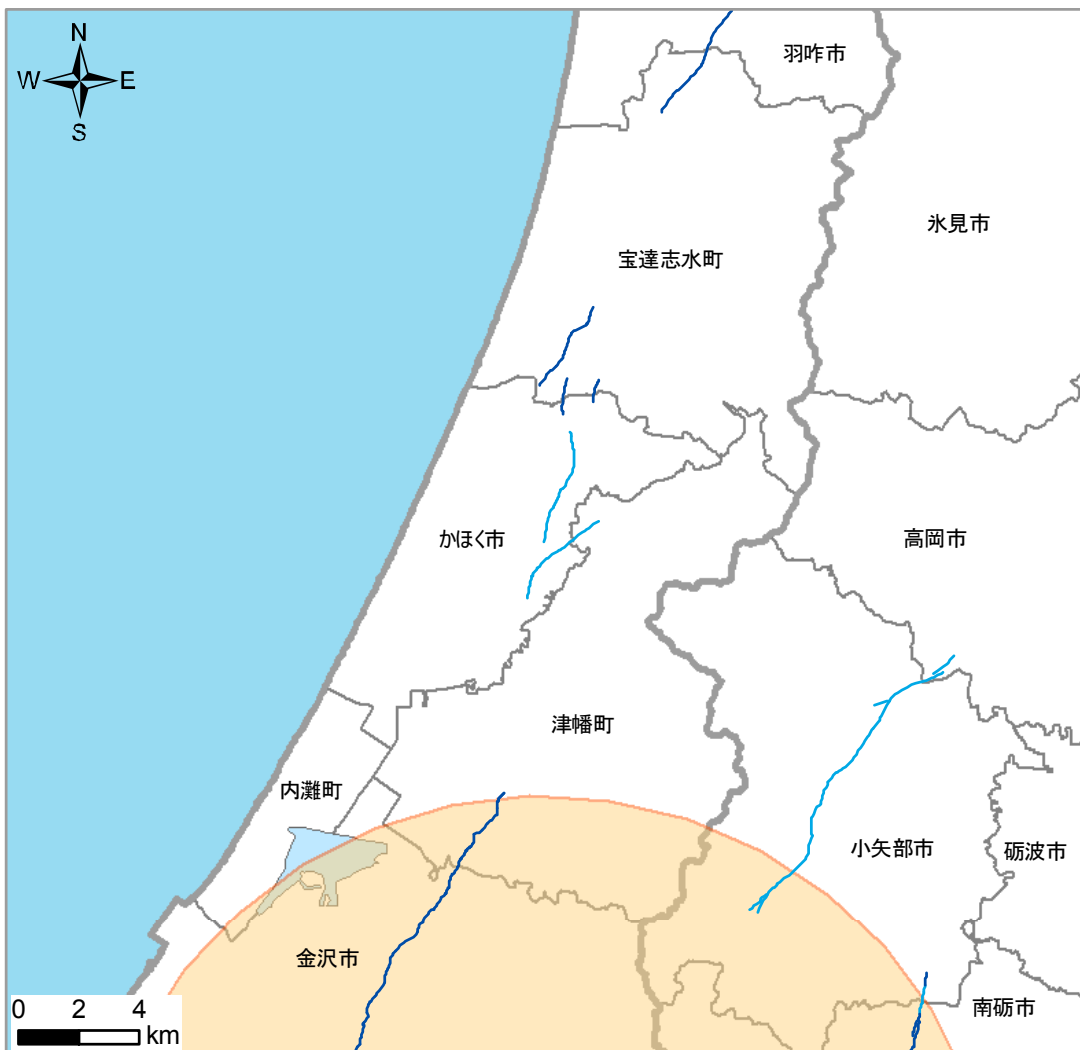 N
W E
S
羽咋市
氷見市
宝達志水町
かほく市
高岡市
津幡町
内灘町
小矢部市
砺波市
金沢市
南砺市
0 2 4
km